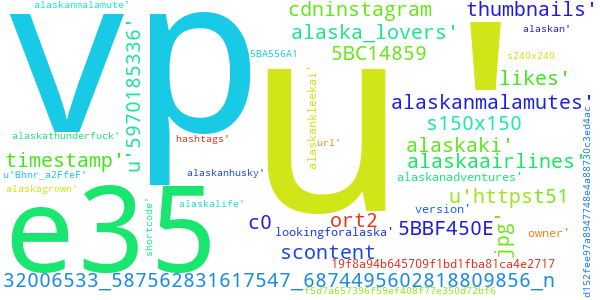 alaskanmalamute'
vp
u'5970185336'
5BA556A1
cdninstagram
thumbnails'
alaska_lovers'
alaskan'
5BC14859
s240x240
!
u
likes'
alaskanmalamutes'
s150x150
alaskankleekai'
alaskathunderfuck'
hashtags'
url'
alaskaki'
timestamp'
alaskaairlines'
u'Bhnr_a2FfeF'
alaskanhusky'
alaskanadventures'
alaskagrown'
e35
u'httpst51
shortcode'
alaskalife'
version'
c0
ort2
5BBF450E
jpg'
lookingforalaska'
owner'
scontent
19f8a94b645709f1bd1fba81ca4e2717
32006533_587562831617547_6874495602818809856_n
f5d7a657396f59ef408f77e350d72bf6
d152fee97a8947748e4a88730c3ed4ac